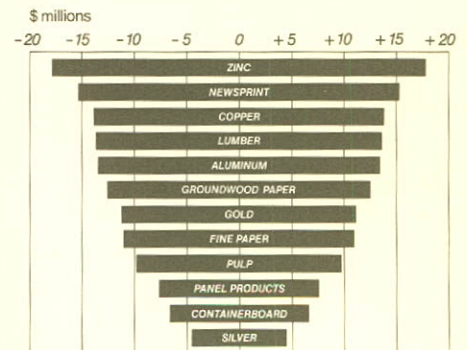 $ millions
-20 -15 -10 -5 0 +5 +10 +15 +20
ZINC
NEWSPRINT
COPPER
LUMBER
ALUMINUM
GROUNDWOOD PAPER
GOLD
FINE PAPER
PULP
PANEL PRODUCTS
CONTAINERBOARD
SILVER